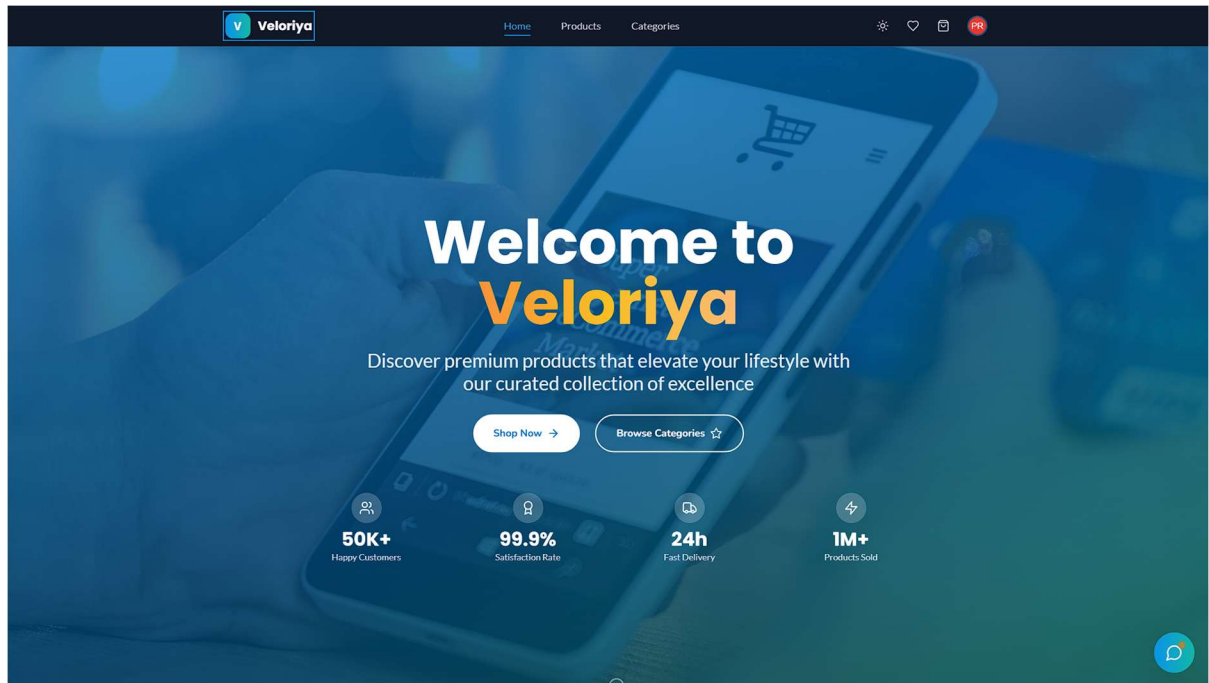 V Veloriya
Home Products Categories
PR
Welcome to
Veloriya
Discover premium products that elevate your lifestyle with
our curated collection of excellence
Shop Now
Browse Categories
50K+
Happy Customers
99.9%
Satisfaction Rate
24h
Fast Delivery
1M+
Products Sold